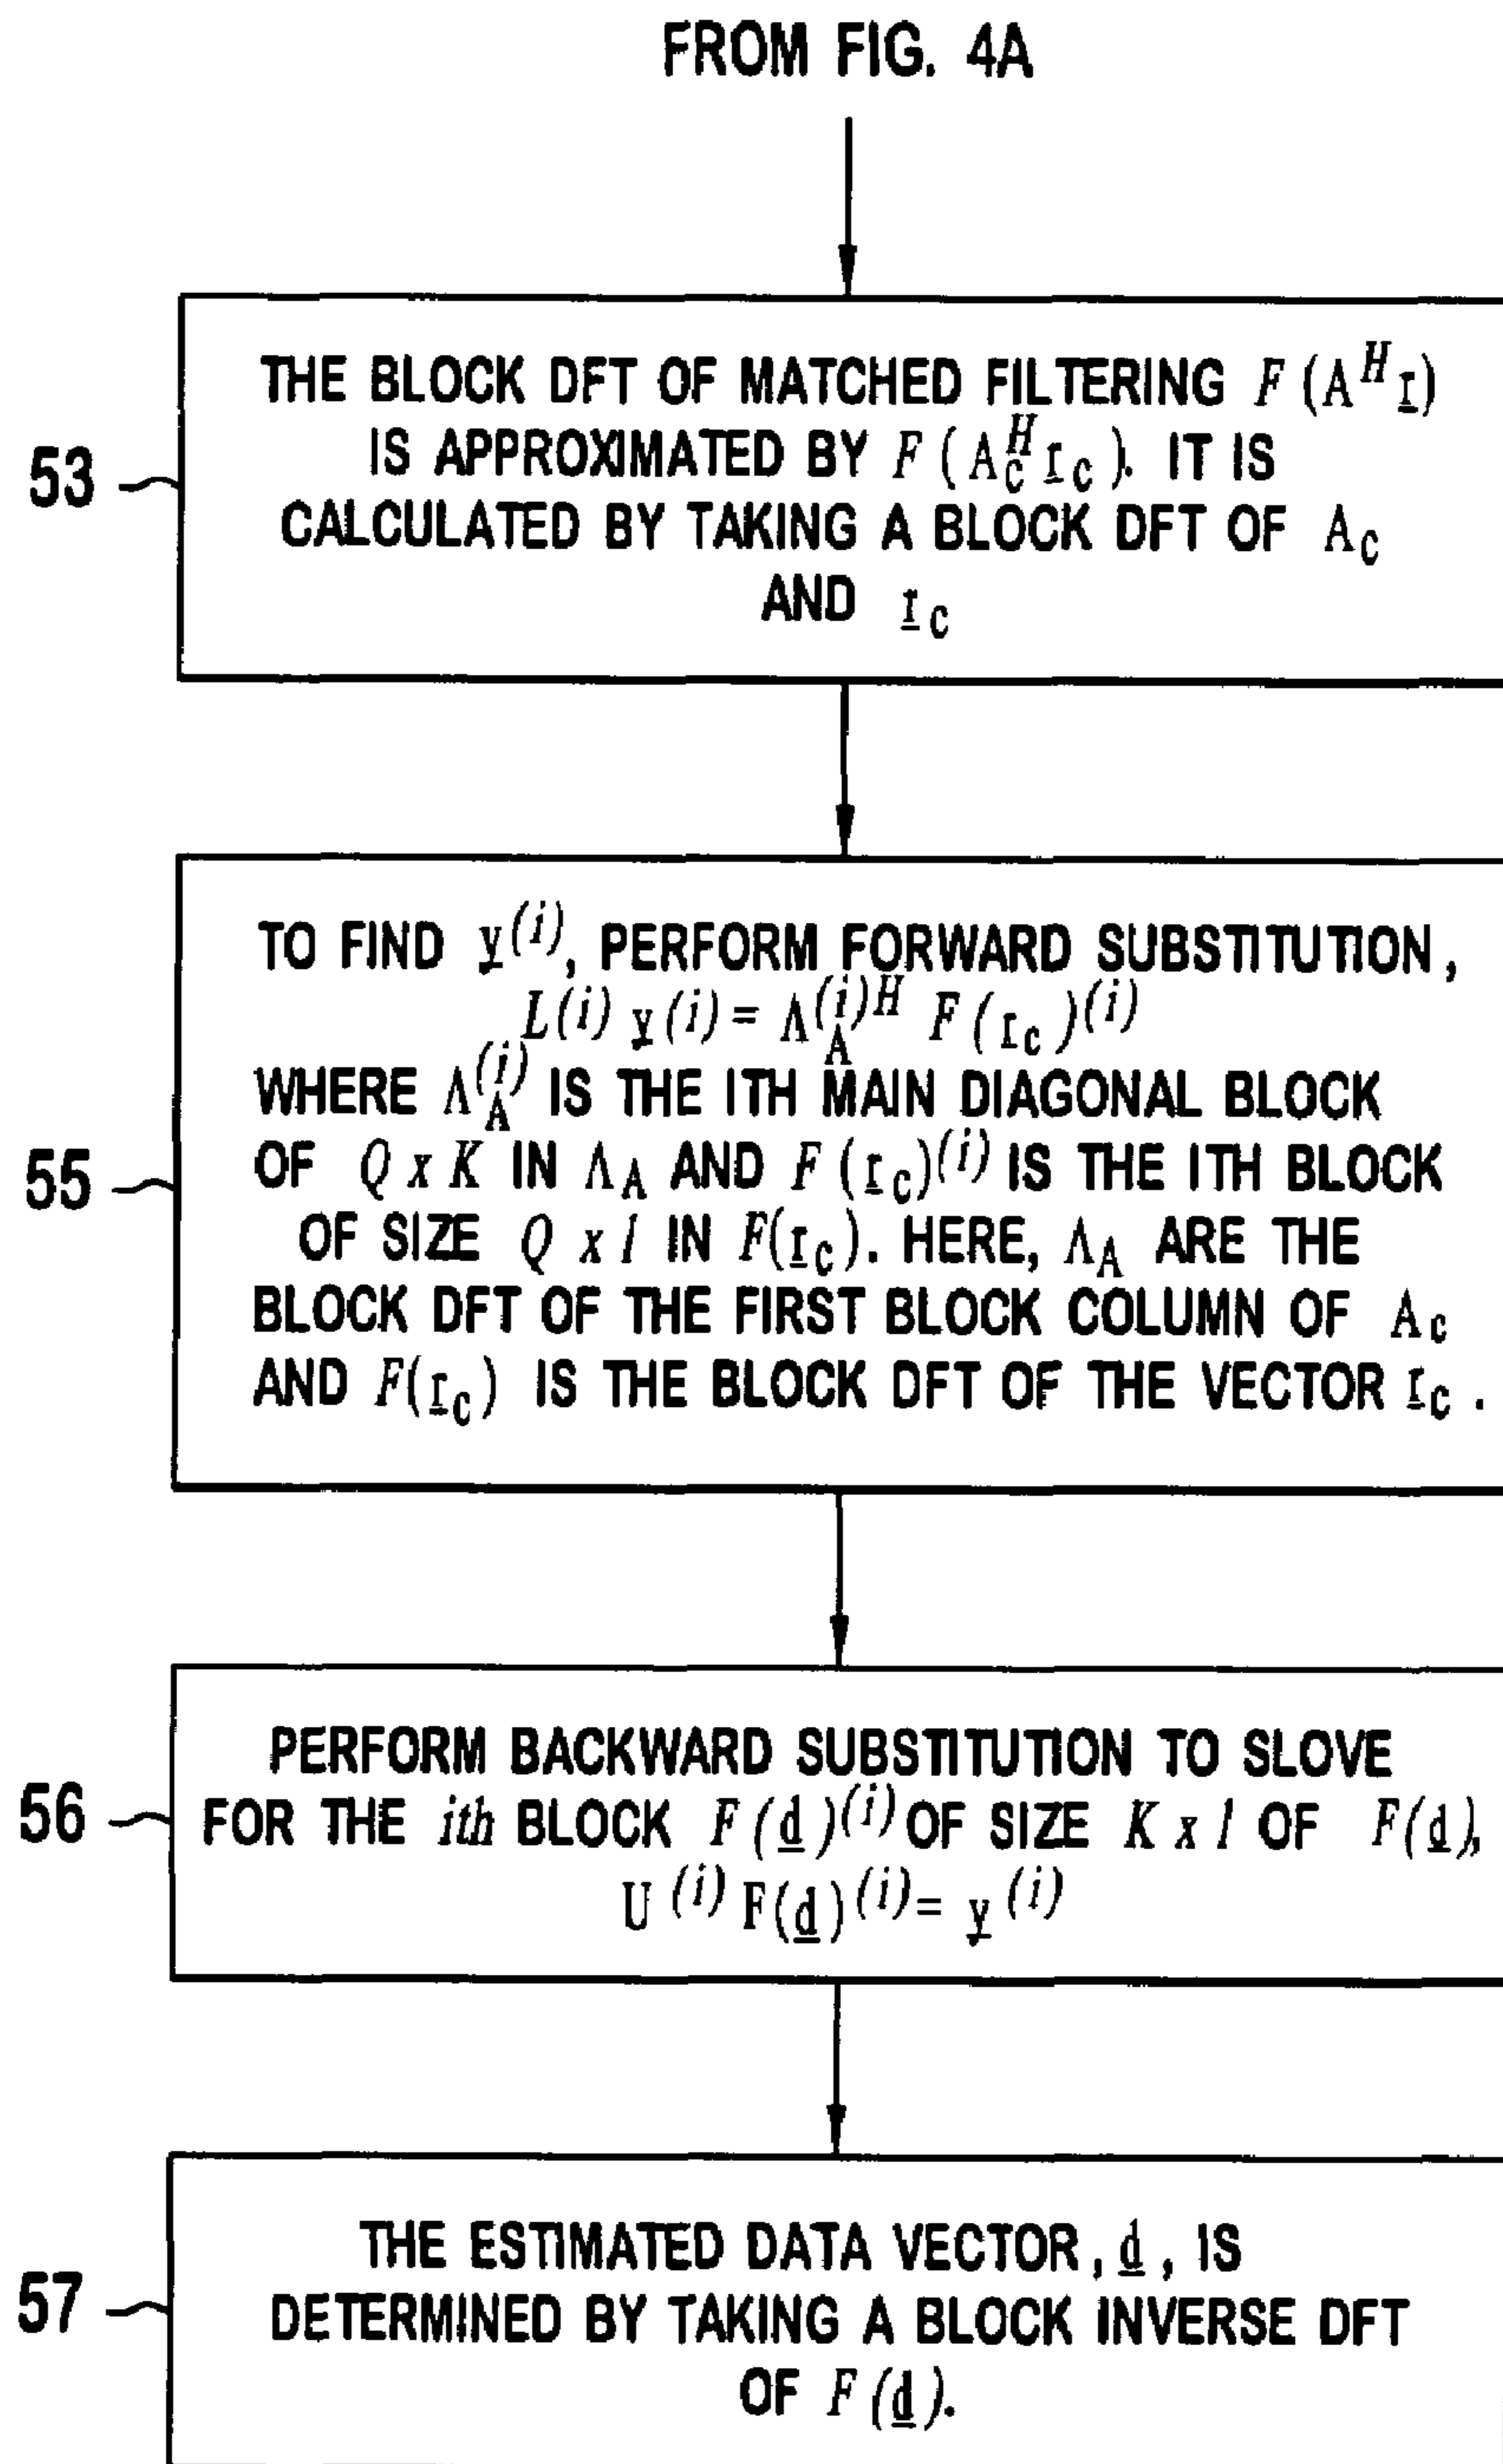 FROM FIG. 4A
THE BLOCK DFT OF MATCHED FILTERING F(A^H r)
IS APPROXIMATED BY F(A_C^H r_C). IT IS
53
CALCULATED BY TAKING A BLOCK DFT OF A_C
AND r_C
TO FIND y^(i), PERFORM FORWARD SUBSTITUTION,
L(i) y(i) = Λ_A^(i)H F(r_C)^(i)
WHERE Λ_A^(i) IS THE ITH MAIN DIAGONAL BLOCK
OF Q x K IN Λ_A AND F(r_C)^(i) IS THE ITH BLOCK
55
OF SIZE Q x 1 IN F(r_C). HERE, Λ_A ARE THE
BLOCK DFT OF THE FIRST BLOCK COLUMN OF A_C
AND F(r_C) IS THE BLOCK DFT OF THE VECTOR r_C.
PERFORM BACKWARD SUBSTITUTION TO SLOVE
56
FOR THE ith BLOCK F(d)^(i) OF SIZE K x 1 OF F(d),
U^(i) F(d)^(i) = y^(i)
THE ESTIMATED DATA VECTOR, d, IS
57
DETERMINED BY TAKING A BLOCK INVERSE DFT
OF F(d).